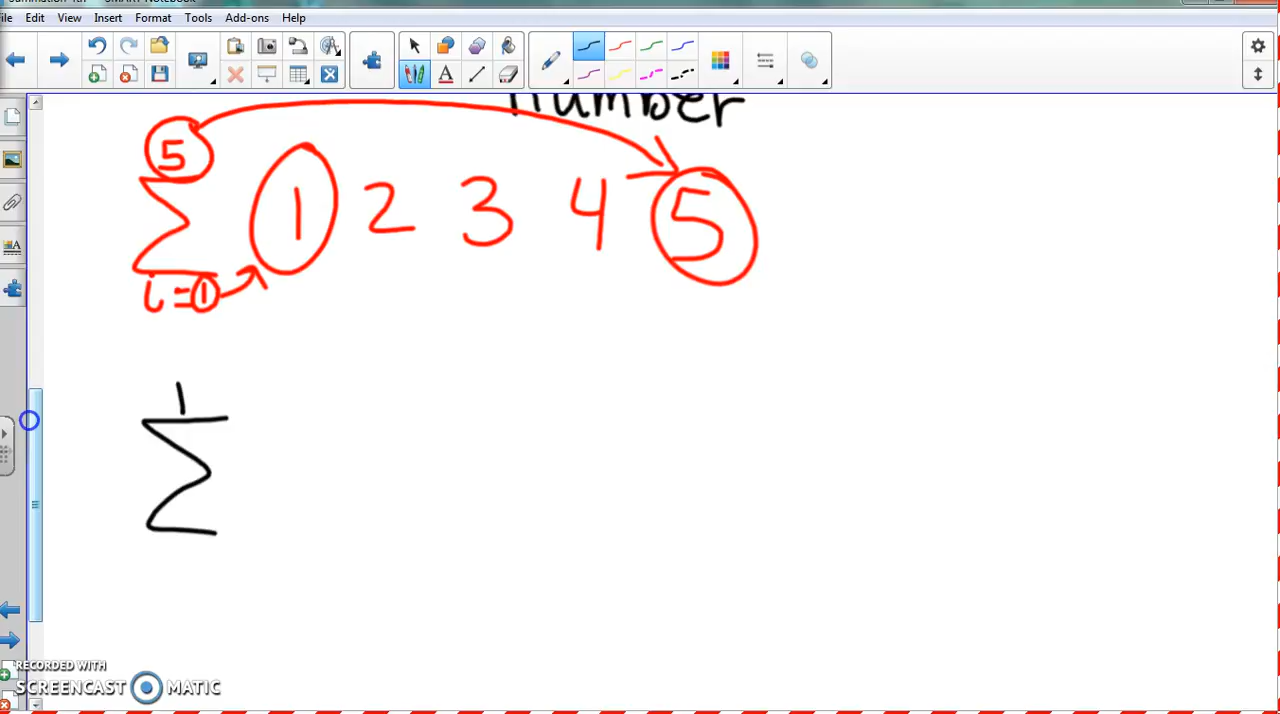 File Edit View Insert Format Tools Add-ons Help
A
number
5
∑ 1 2 3 4 5
i=1
1
∑
RECORDED WITH
SCREENCAST MATIC